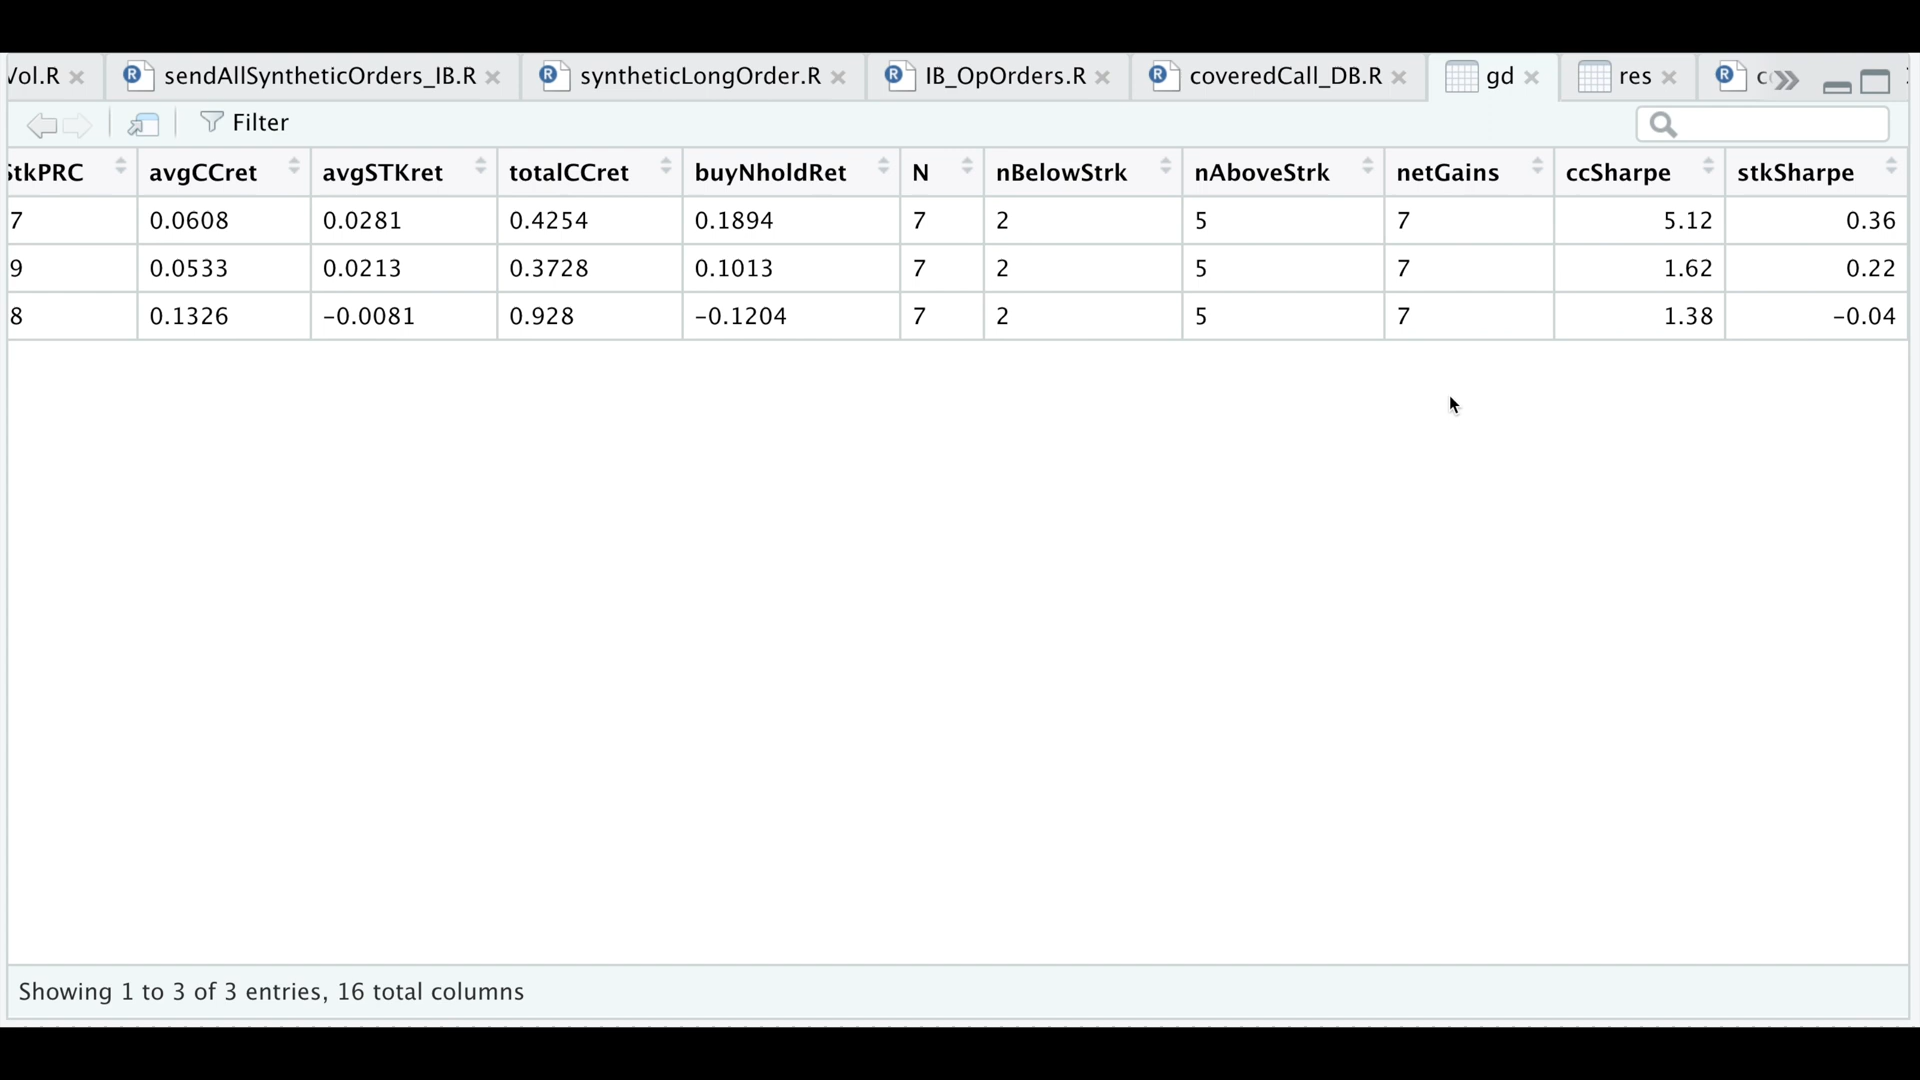 Vol.R sendAllSyntheticOrders_IB.R syntheticLongOrder.R IB_OpOrders.R coveredCall_DB.R gd res
Filter
StkPRC avgCCret avgSTKret totalCCret buyNholdRet N nBelowStrk nAboveStrk netGains ccSharpe stkSharpe
7 0.0608 0.0281 0.4254 0.1894 7 2 5 7 5.12 0.36
9 0.0533 0.0213 0.3728 0.1013 7 2 5 7 1.62 0.22
8 0.1326 −0.0081 0.928 −0.1204 7 2 5 7 1.38 −0.04
Showing 1 to 3 of 3 entries, 16 total columns